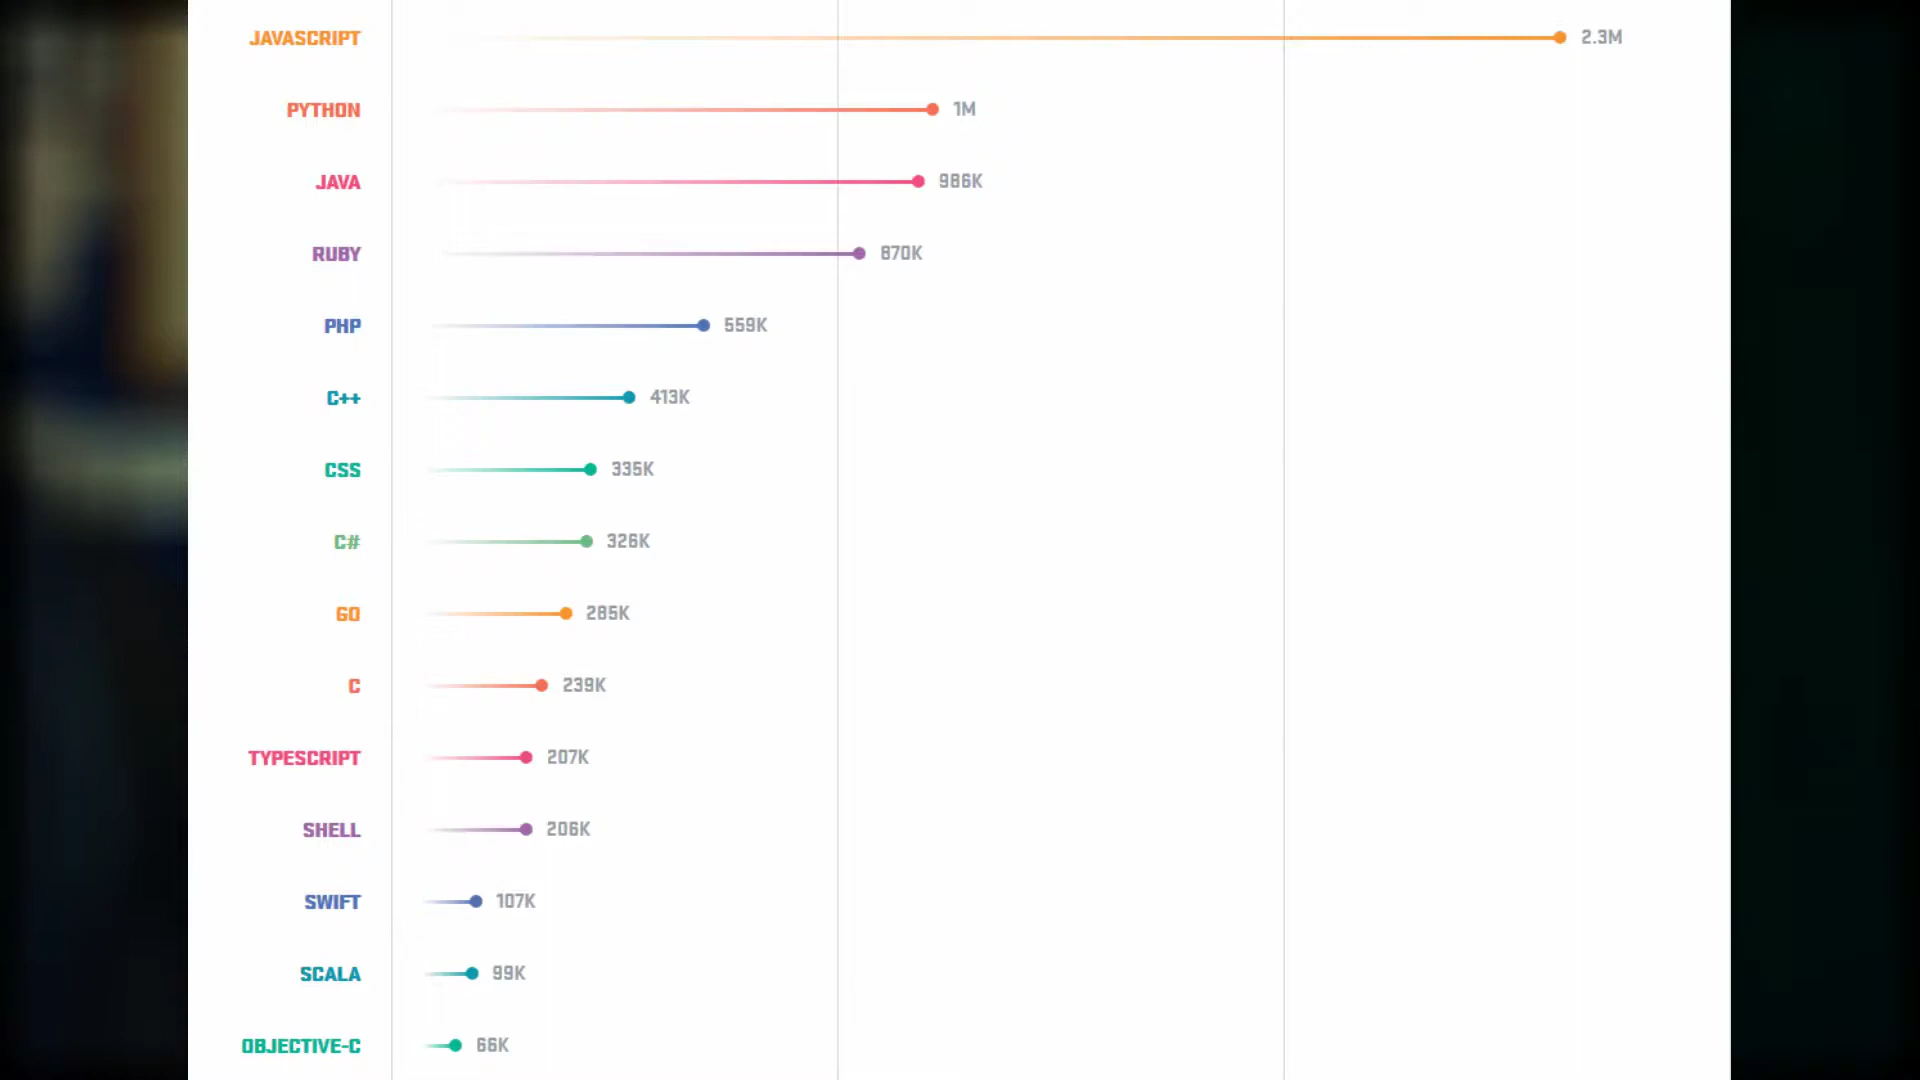 JAVASCRIPT 2.3M
PYTHON 1M
JAVA 986K
RUBY 870K
PHP 559K
C++ 413K
CSS 335K
C# 326K
GO 285K
C 239K
TYPESCRIPT 207K
SHELL 206K
SWIFT 107K
SCALA 99K
OBJECTIVE-C 66K